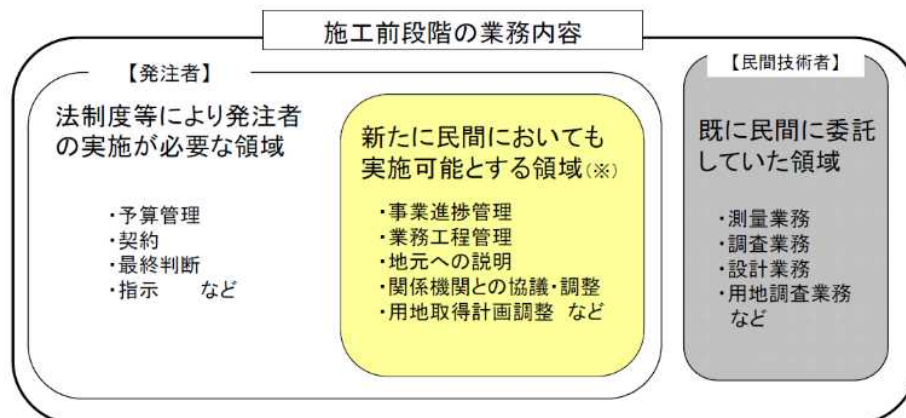 施工前段階の業務内容
【発注者】
法制度等により発注者
の実施が必要な領域
・予算管理
・契約
・最終判断
・指示　など
新たに民間においても
実施可能とする領域(※)
・事業進捗管理
・業務工程管理
・地元への説明
・関係機関との協議・調整
・用地取得計画調整 など
【民間技術者】
既に民間に委託
していた領域
・測量業務
・調査業務
・設計業務
・用地調査業務
など